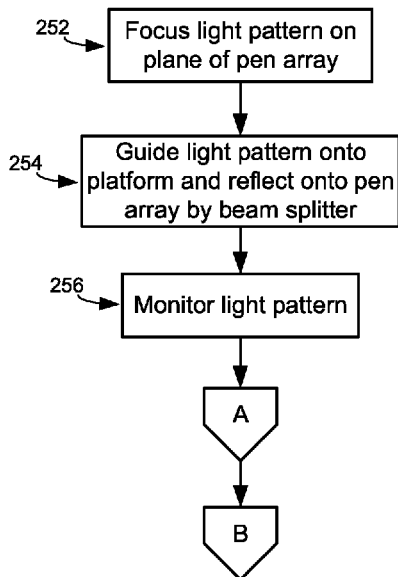 252
Focus light pattern on
plane of pen array
254
Guide light pattern onto
platform and reflect onto pen
array by beam splitter
256
Monitor light pattern
A
B